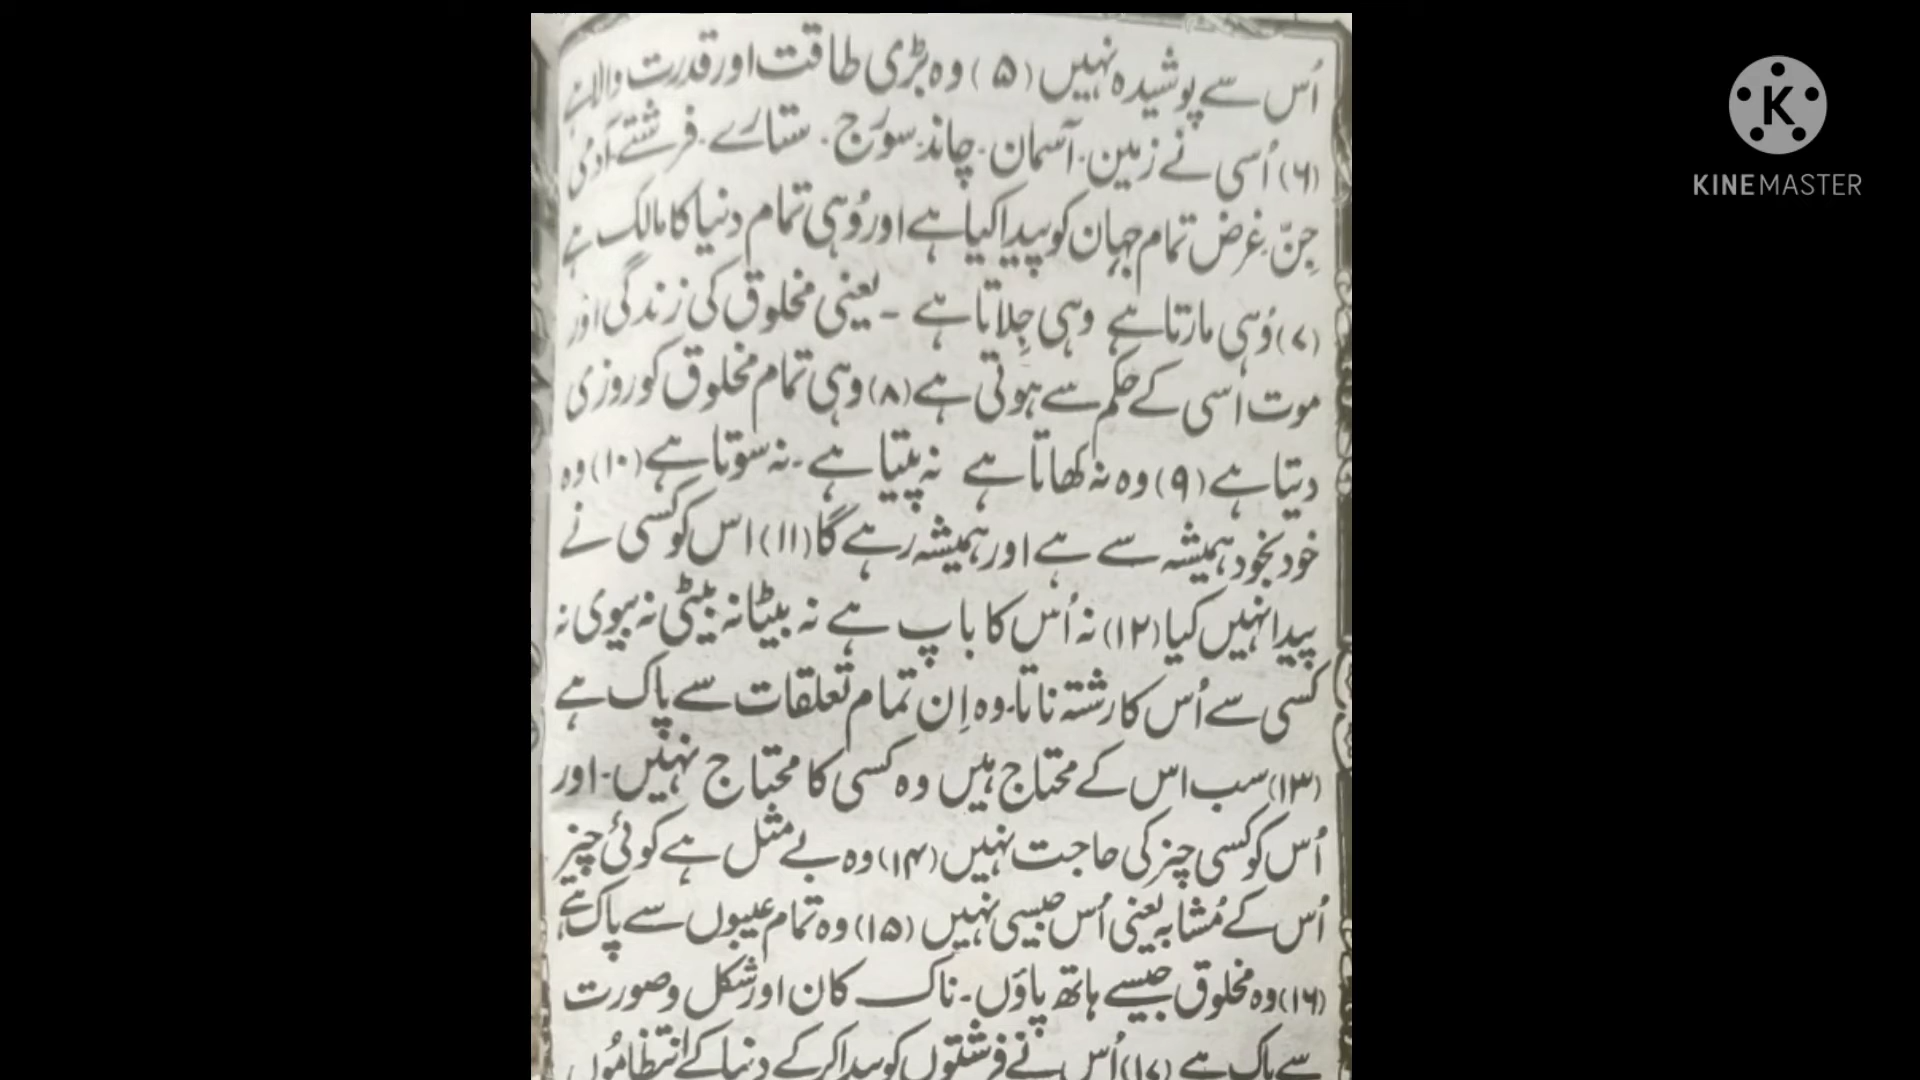 اُس سے پوشیدہ نہیں (۵) وہ بڑی طاقت اور قدرت والا ہے
(۶) اُسی نے زمین۔ آسمان۔ چاند۔ سورج۔ ستارے۔ فرشتے۔ آدمی
جِنّ۔ غرض تمام جہان کو پیدا کیا ہے اور وُہی تمام دنیا کا مالک ہے
(۷) وُہی مارتا ہے وہی جِلاتا ہے ۔ یعنی مخلوق کی زندگی اور
موت اُسی کے حکم سے ہوتی ہے (۸) وہی تمام مخلوق کو روزی
دیتا ہے (۹) وہ نہ کھاتا ہے نہ پیتا ہے۔ نہ سوتا ہے (۱۰) وہ
خود بخود ہمیشہ سے ہے اور ہمیشہ رہے گا (۱۱) اس کو کسی نے
پیدا نہیں کیا (۱۲) نہ اُس کا باپ ہے نہ بیٹا نہ بیٹی نہ بیوی نہ
کسی سے اُس کا رشتہ ناتا۔ وہ اِن تمام تعلقات سے پاک ہے
(۱۳) سب اس کے محتاج ہیں وہ کسی کا محتاج نہیں۔ اور
اُس کو کسی چیز کی حاجت نہیں (۱۴) وہ بے مثل ہے کوئی چیز
اُس کے مُشابہ یعنی اُس جیسی نہیں (۱۵) وہ تمام عیبوں سے پاک ہے
(۱۶) وہ مخلوق جیسے ہاتھ پاؤں۔ ناک کان اور شکل و صورت
سے پاک ہے (۱۷) اُس نے فرشتوں کو پیدا کر کے دنیا کے انتظاموں
K
KINEMASTER